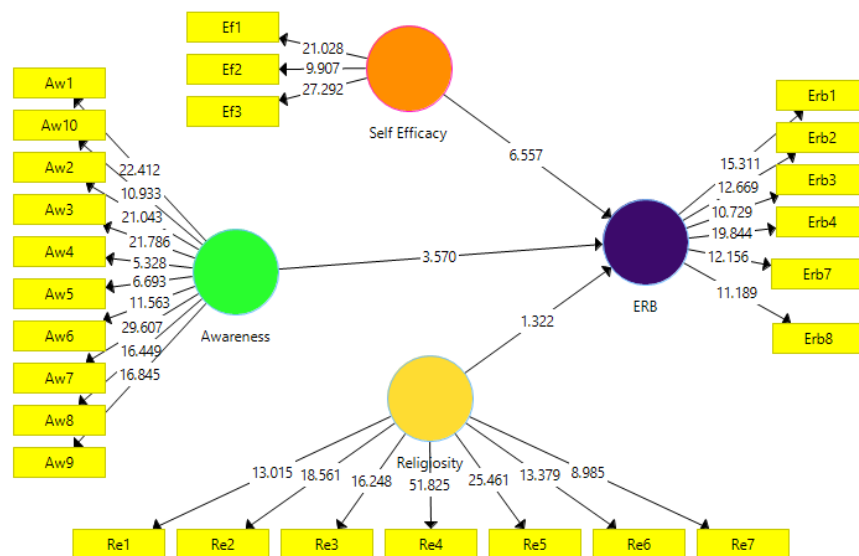 Ef1
21.028
Ef2
9.907
Ef3
27.292
Self Efficacy
6.557
Aw1
Aw10
Aw2
Aw3
Aw4
Aw5
Aw6
Aw7
Aw8
Aw9
22.412
10.933
21.043
21.786
5.328
6.693
11.563
29.607
16.449
16.845
Awareness
3.570
1.322
ERB
Erb1
Erb2
Erb3
Erb4
Erb7
Erb8
15.311
12.669
10.729
19.844
12.156
11.189
Religiosity
13.015
18.561
16.248
51.825
25.461
13.379
8.985
Re1
Re2
Re3
Re4
Re5
Re6
Re7